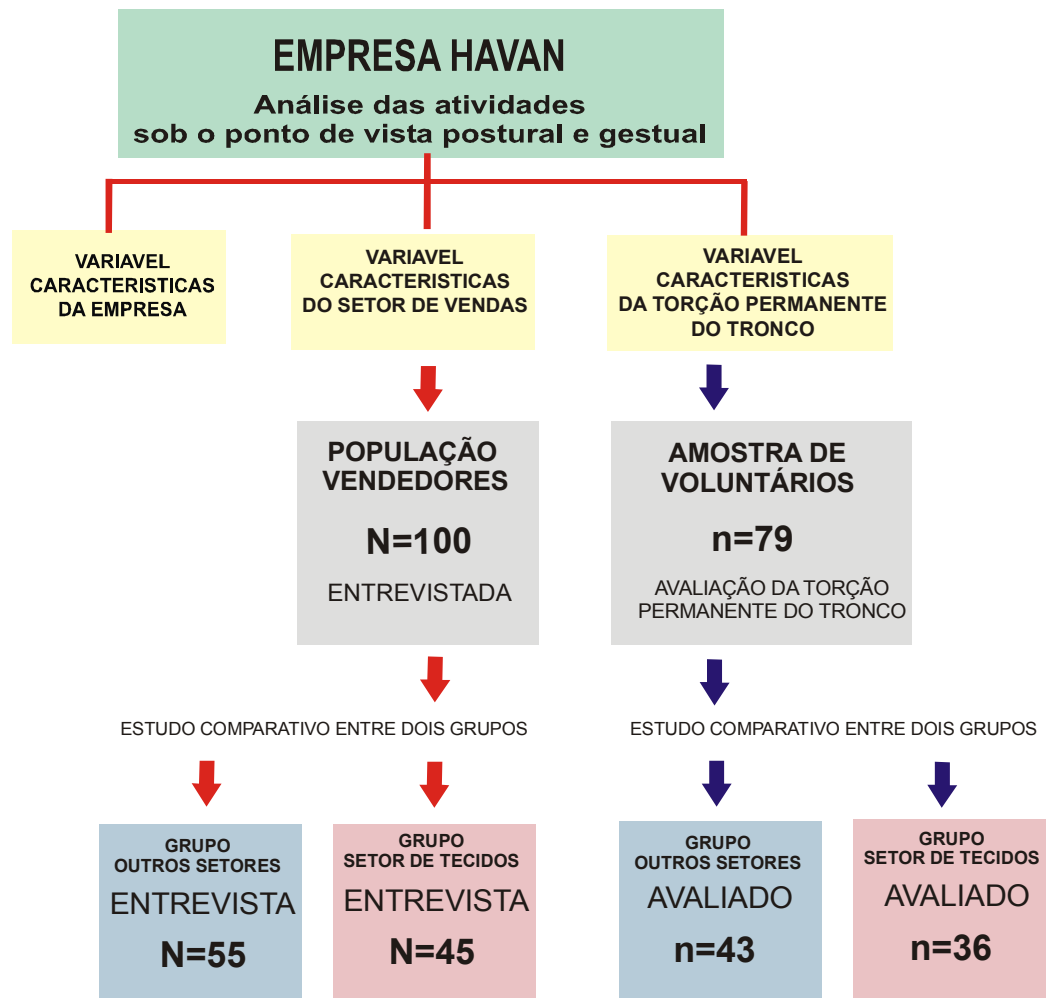 EMPRESA HAVAN
Análise das atividades
sob o ponto de vista postural e gestual
VARIAVEL
CARACTERISTICAS
DA EMPRESA
VARIAVEL
CARACTERISTICAS
DO SETOR DE VENDAS
VARIAVEL
CARACTERISTICAS
DA TORÇÃO PERMANENTE
DO TRONCO
POPULAÇÃO
VENDEDORES
N=100
ENTREVISTADA
AMOSTRA DE
VOLUNTÁRIOS
n=79
AVALIAÇÃO DA TORÇÃO
PERMANENTE DO TRONCO
ESTUDO COMPARATIVO ENTRE DOIS GRUPOS
ESTUDO COMPARATIVO ENTRE DOIS GRUPOS
GRUPO
OUTROS SETORES
ENTREVISTA
N=55
GRUPO
SETOR DE TECIDOS
ENTREVISTA
N=45
GRUPO
OUTROS SETORES
AVALIADO
n=43
GRUPO
SETOR DE TECIDOS
AVALIADO
n=36